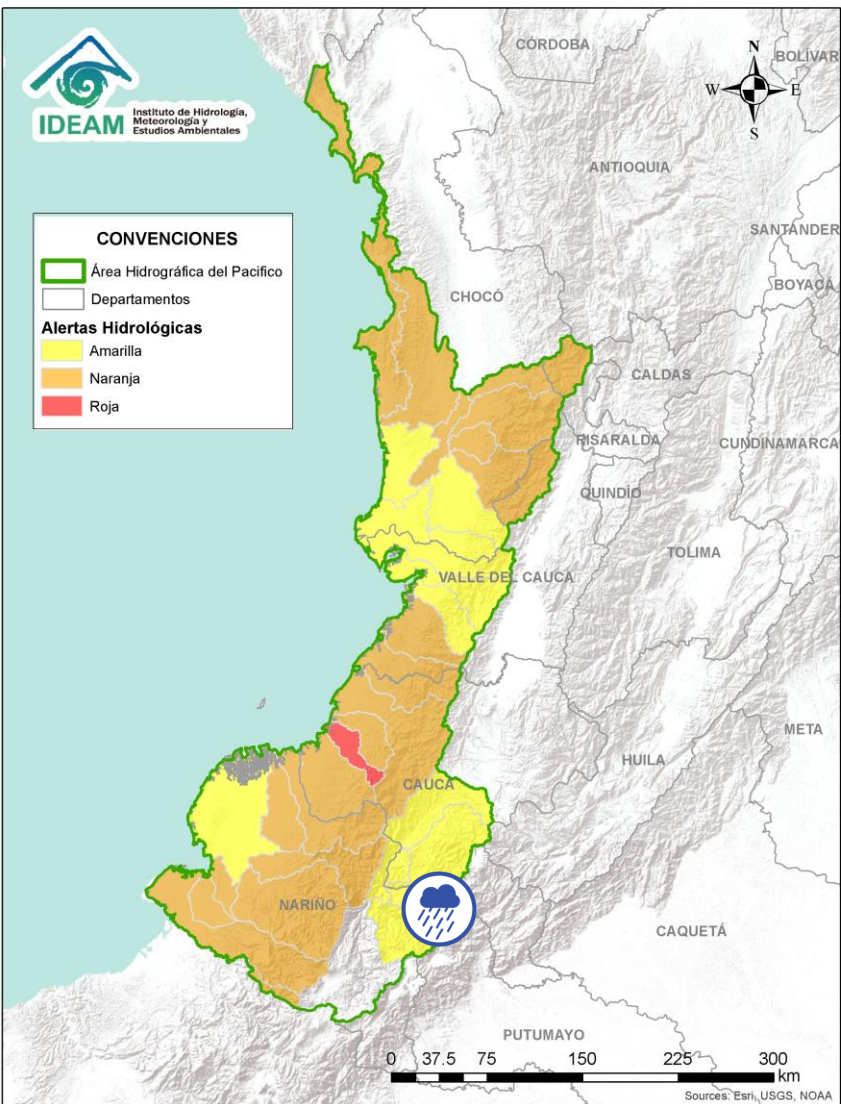 IDEAM
Instituto de Hidrología,
Meteorología y
Estudios Ambientales
CONVENCIONES
Área Hidrográfica del Pacifico
Departamentos
Alertas Hidrológicas
Amarilla
Naranja
Roja
N
W
E
S
CÓRDOBA
BOLÍVAR
ANTIOQUIA
SANTANDER
BOYACÁ
CHOCÓ
CALDAS
RISARALDA
CUNDINAMARCA
QUINDÍO
TOLIMA
VALLE DEL CAUCA
META
HUILA
CAUCA
NARIÑO
CAQUETÁ
PUTUMAYO
0 37.5 75 150 225 300
km
Sources: Esri, USGS, NOAA